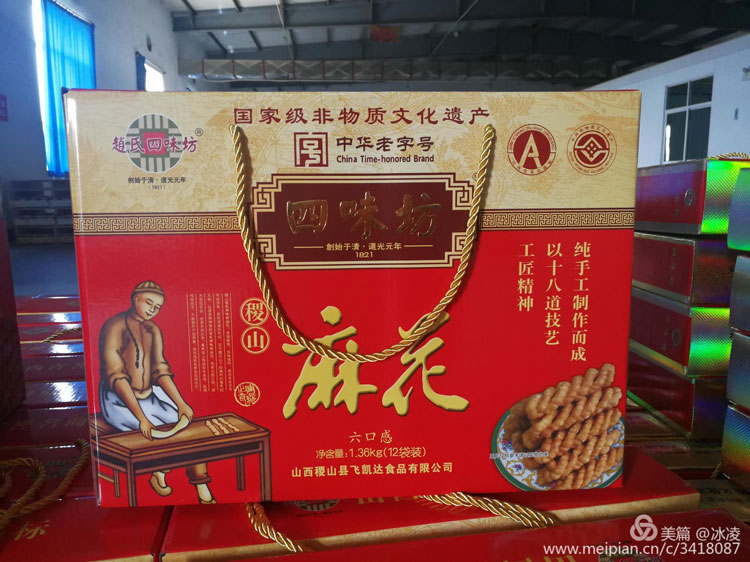 国家级非物质文化遗产
趙氏四味坊®
創始于清·道光元年
(1821)
中华老字号
China Time-honored Brand
四味坊
創始于清·道光元年
1821
纯手工制作而成
以十八道技艺
工匠精神
稷山
麻花
六口感
净含量:1.36kg(12袋装)
山西稷山县飞凯达食品有限公司
美篇 @冰凌
www.meipian.cn/c/3418087